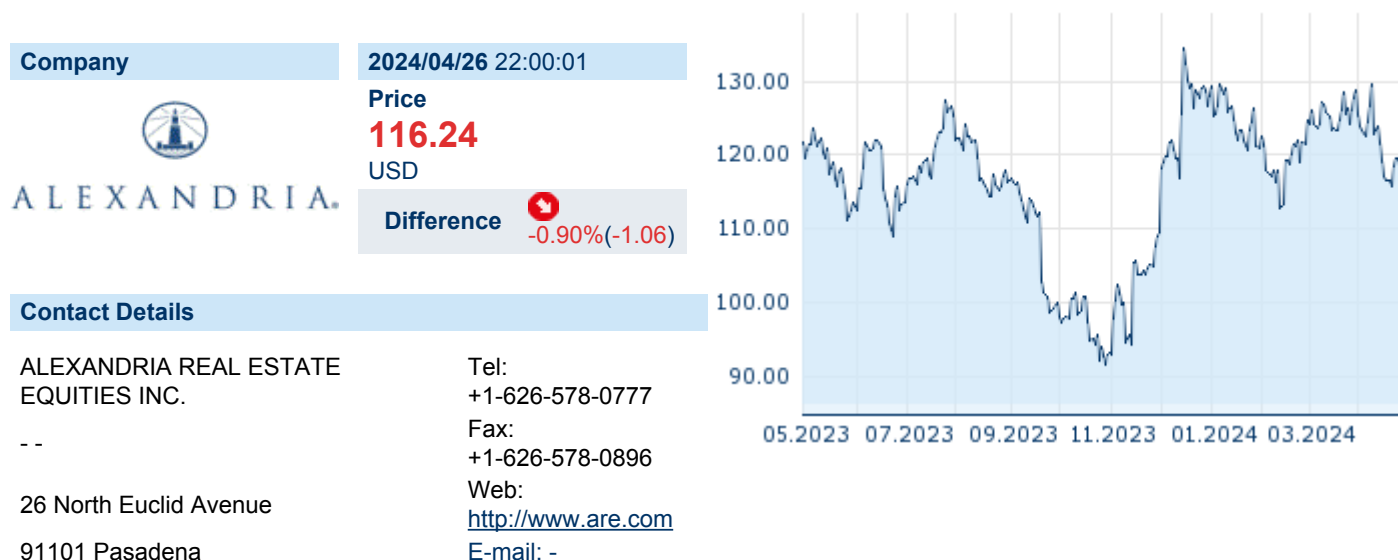 Company
ALEXANDRIA®
2024/04/26 22:00:01
Price
116.24
USD
Difference
-0.90%(-1.06)
Contact Details
ALEXANDRIA REAL ESTATE
EQUITIES INC.
- -
26 North Euclid Avenue
91101 Pasadena
Tel:
+1-626-578-0777
Fax:
+1-626-578-0896
Web:
http://www.are.com
E-mail: -
130.00
120.00
110.00
100.00
90.00
05.2023 07.2023 09.2023 11.2023 01.2024 03.2024